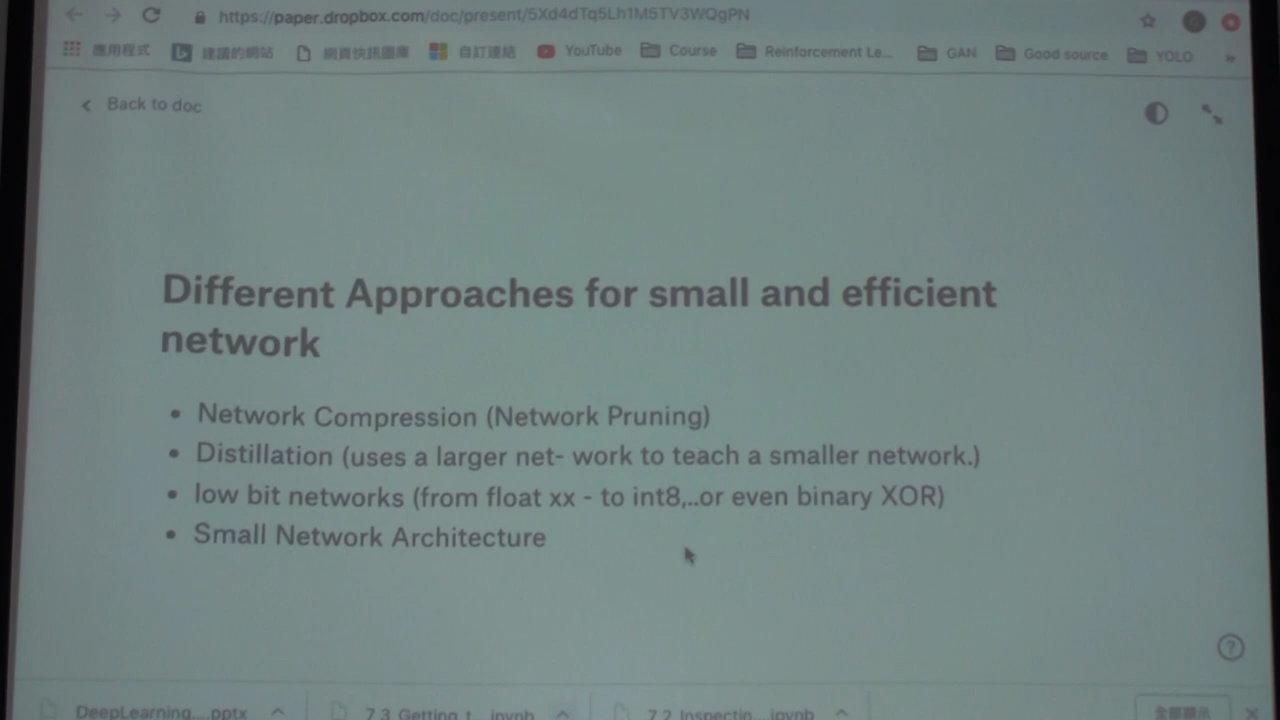 https://paper.dropbox.com/doc/present/5Xd4dTq5Lh1M5TV3WQgPN
應用程式 建議的網站 網頁快訊圖庫 自訂連結 YouTube Course Reinforcement Le... GAN Good source YOLO »
Back to doc
Different Approaches for small and efficient
network
• Network Compression (Network Pruning)
• Distillation (uses a larger net- work to teach a smaller network.)
• low bit networks (from float xx - to int8,..or even binary XOR)
• Small Network Architecture
?
DeepLearning....pptx 7.3 Getting t....ipynb 7.2 Inspectin....ipynb 全部顯示